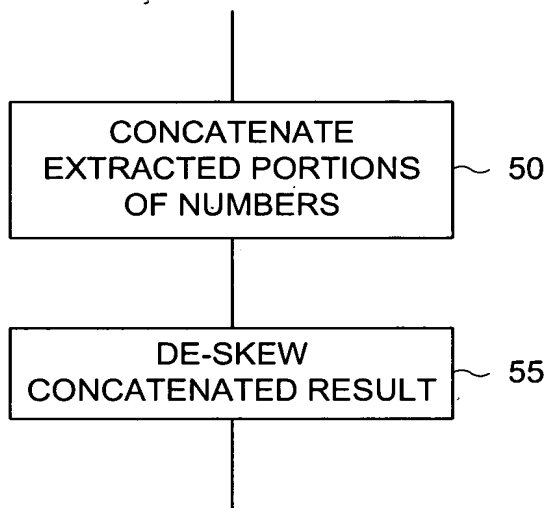 CONCATENATE
EXTRACTED PORTIONS
OF NUMBERS
50
DE-SKEW
CONCATENATED RESULT
55